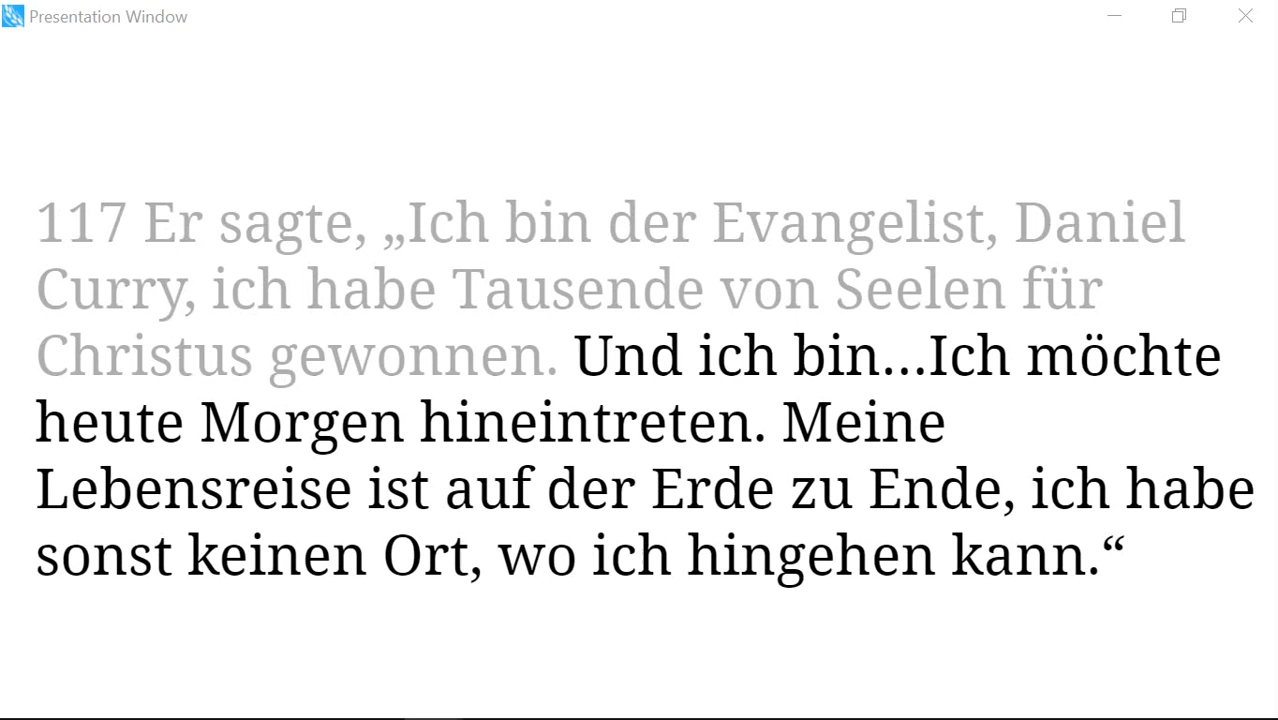 Presentation Window
117 Er sagte, „Ich bin der Evangelist, Daniel
Curry, ich habe Tausende von Seelen für
Christus gewonnen. Und ich bin...Ich möchte
heute Morgen hineintreten. Meine
Lebensreise ist auf der Erde zu Ende, ich habe
sonst keinen Ort, wo ich hingehen kann.“